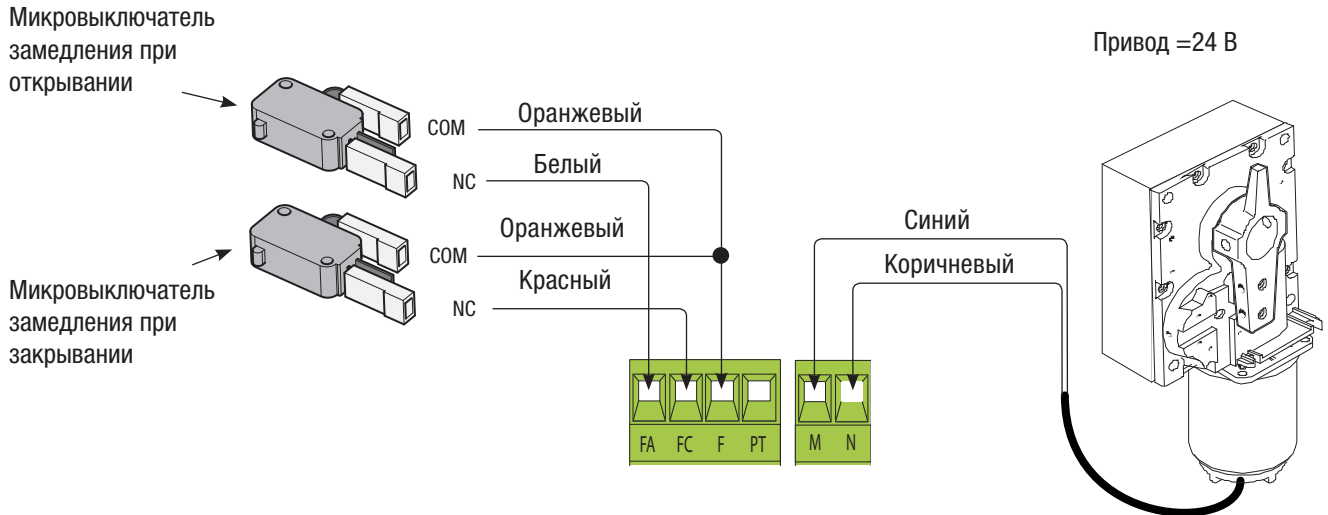 Микровыключатель
замедления при
открывании
Привод =24 В
COM
Оранжевый
NC
Белый
COM
Оранжевый
NC
Красный
Микровыключатель
замедления при
закрывании
Синий
Коричневый
FA FC F PT
M N